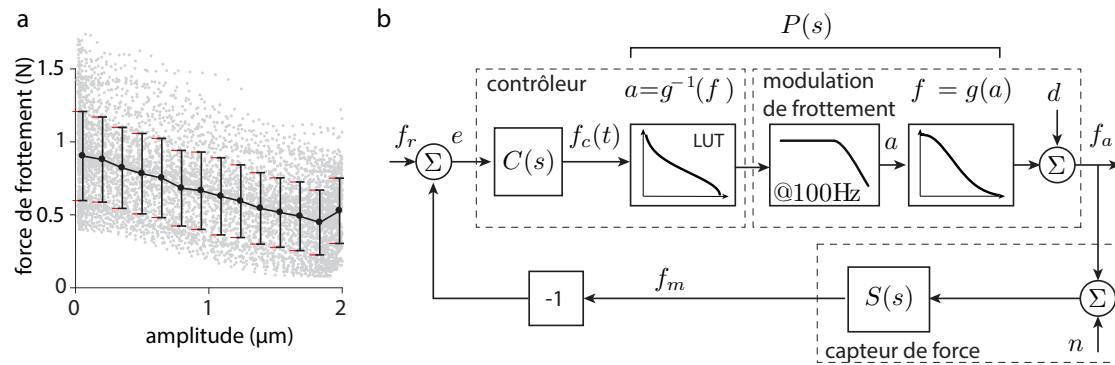 a
force de frottement (N)
1.5
1
0.5
0
0
1
2
amplitude (µm)
b
P(s)
contrôleur
a=g⁻¹(f)
modulation
de frottement
f = g(a)
d
f_r
Σ
e
C(s)
f_c(t)
LUT
@100Hz
a
Σ
f_a
-1
f_m
S(s)
Σ
n
capteur de force